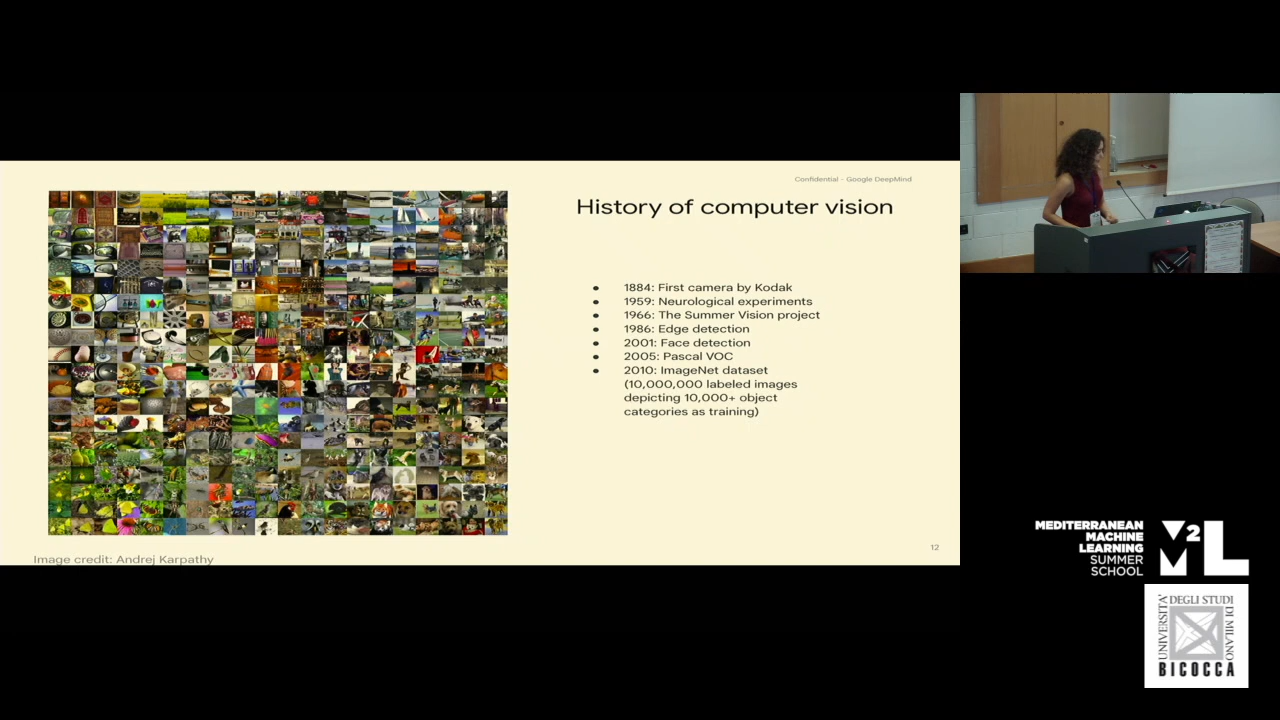 Confidential - Google DeepMind
History of computer vision
● 1884: First camera by Kodak
● 1959: Neurological experiments
● 1966: The Summer Vision project
● 1986: Edge detection
● 2001: Face detection
● 2005: Pascal VOC
● 2010: ImageNet dataset
(10,000,000 labeled images
depicting 10,000+ object
categories as training)
12
Image credit: Andrej Karpathy
MEDITERRANEAN
MACHINE
LEARNING
SUMMER
SCHOOL
M2L
UNIVERSITA'
DEGLI STUDI
DI MILANO
BICOCCA